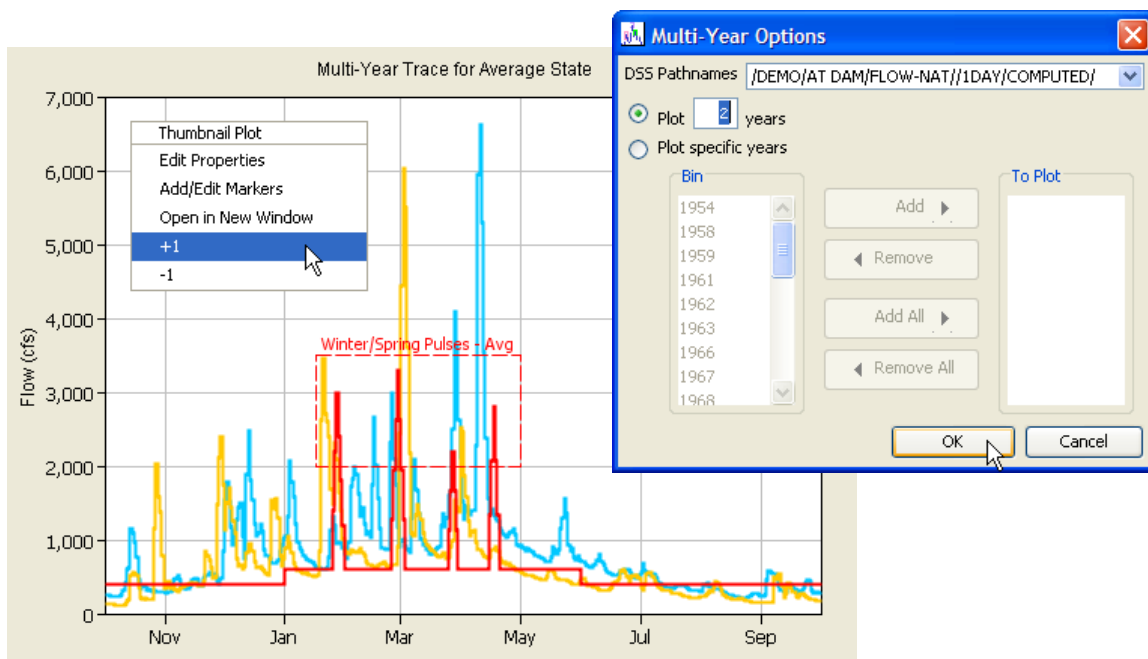 Multi-Year Trace for Average State
7,000
6,000
5,000
4,000
3,000
2,000
1,000
0
Flow (cfs)
Nov
Jan
Mar
May
Jul
Sep
Thumbnail Plot
Edit Properties
Add/Edit Markers
Open in New Window
+1
-1
Winter/Spring Pulses - Avg
Multi-Year Options
DSS Pathnames /DEMO/AT DAM/FLOW-NAT//1DAY/COMPUTED/
Plot 2 years
Plot specific years
Bin
1954
1958
1959
1961
1962
1963
1966
1967
1968
Add
Remove
Add All
Remove All
To Plot
OK
Cancel